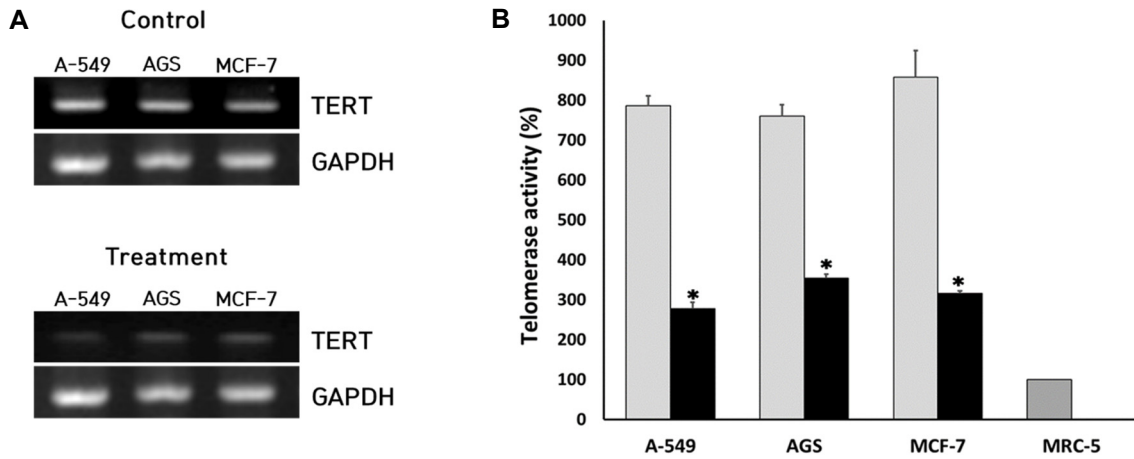 A
Control
A-549 AGS MCF-7
TERT
GAPDH
Treatment
A-549 AGS MCF-7
TERT
GAPDH
B
Telomerase activity (%)
1000
900
800
700
600
500
400
300
200
100
0
*
*
*
A-549 AGS MCF-7 MRC-5